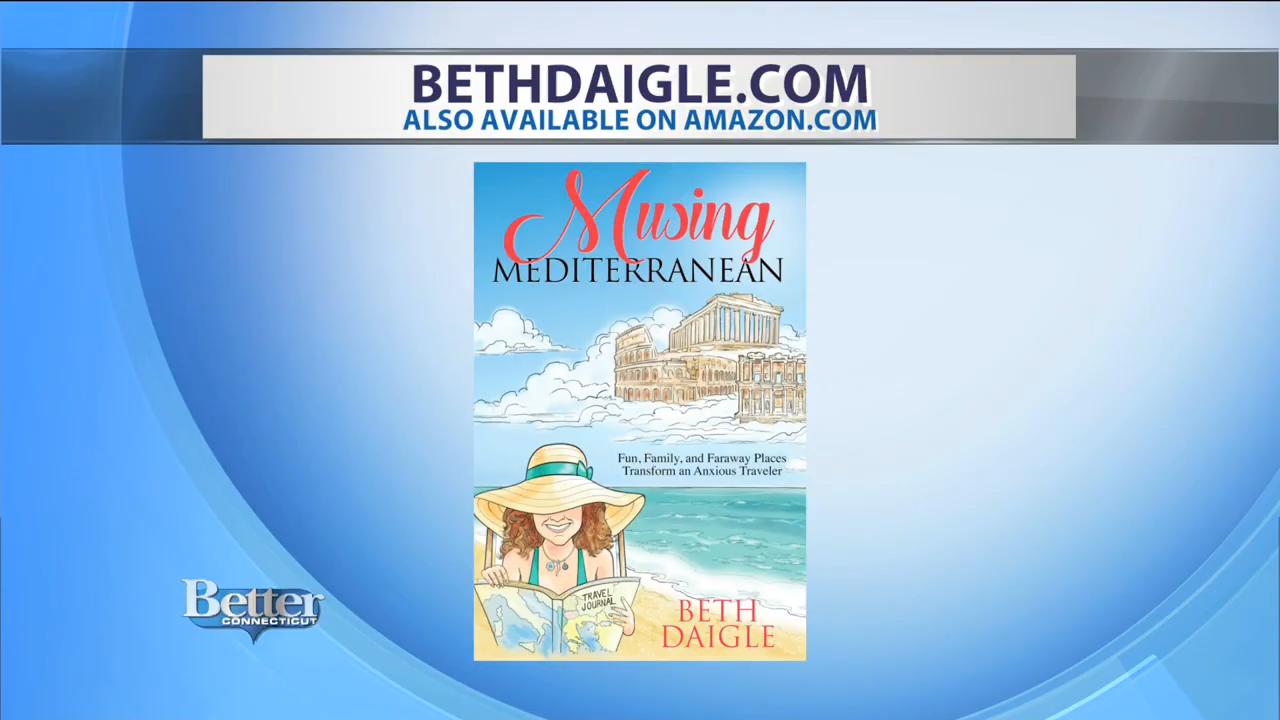 BETHDAIGLE.COM
ALSO AVAILABLE ON AMAZON.COM
Musing
MEDITERRANEAN
Fun, Family, and Faraway Places
Transform an Anxious Traveler
TRAVEL
JOURNAL
BETH
DAIGLE
Better
CONNECTICUT